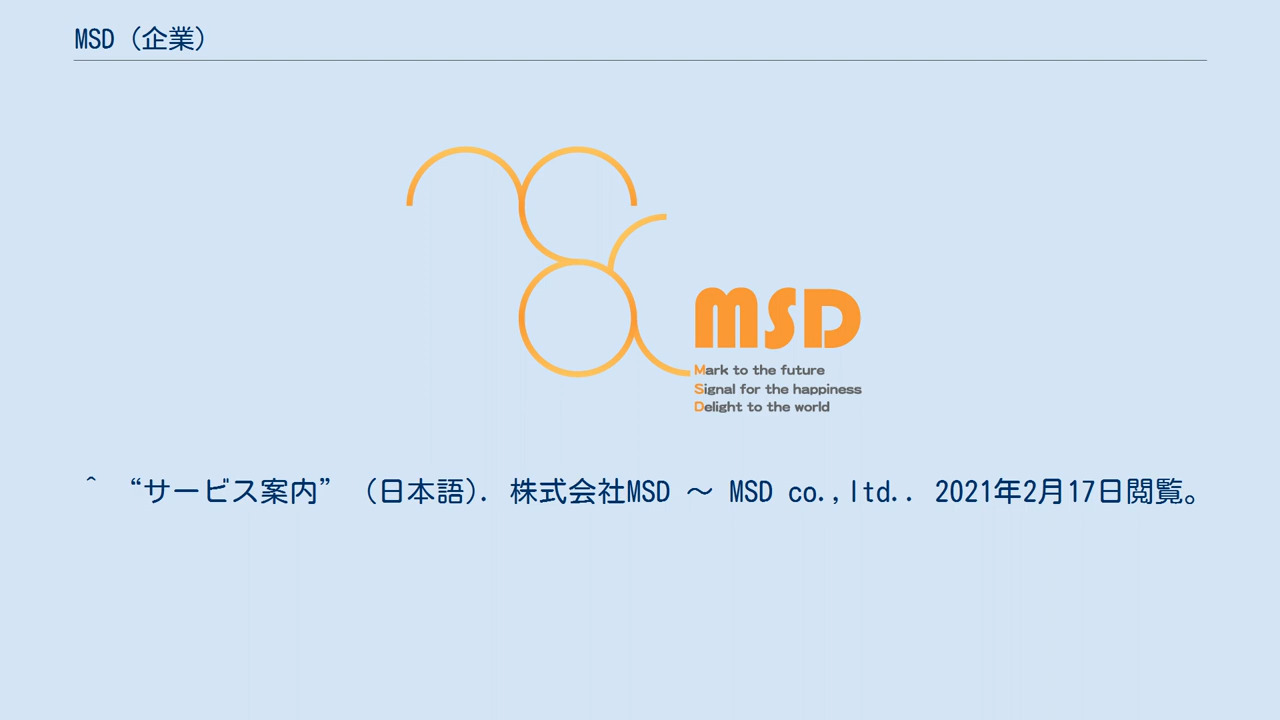 MSD（企業）
MSD
Mark to the future
Signal for the happiness
Delight to the world
^ “サービス案内” （日本語）. 株式会社MSD ～ MSD co.,ltd.. 2021年2月17日閲覧。